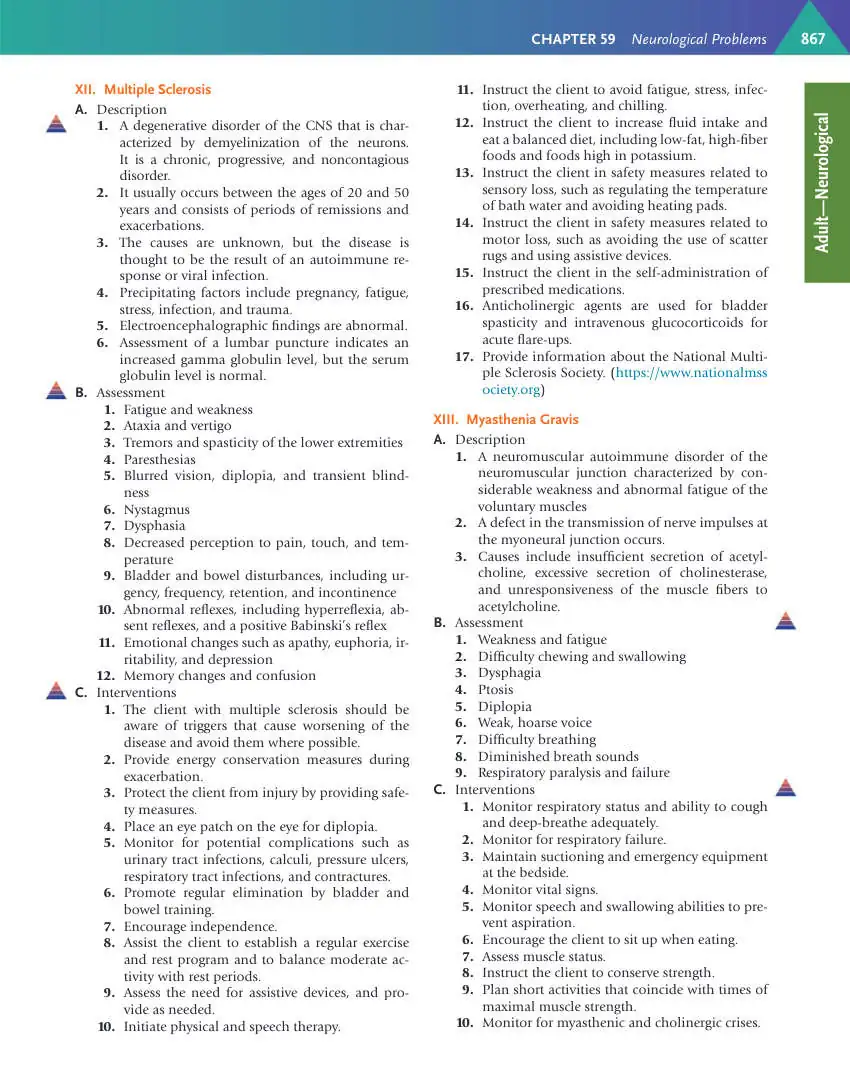 CHAPTER 59 Neurological Problems 867
XII. Multiple Sclerosis
A. Description
1. A degenerative disorder of the CNS that is char-
acterized by demyelinization of the neurons.
It is a chronic, progressive, and noncontagious
disorder.
2. It usually occurs between the ages of 20 and 50
years and consists of periods of remissions and
exacerbations.
3. The causes are unknown, but the disease is
thought to be the result of an autoimmune re-
sponse or viral infection.
4. Precipitating factors include pregnancy, fatigue,
stress, infection, and trauma.
5. Electroencephalographic findings are abnormal.
6. Assessment of a lumbar puncture indicates an
increased gamma globulin level, but the serum
globulin level is normal.
B. Assessment
1. Fatigue and weakness
2. Ataxia and vertigo
3. Tremors and spasticity of the lower extremities
4. Paresthesias
5. Blurred vision, diplopia, and transient blind-
ness
6. Nystagmus
7. Dysphasia
8. Decreased perception to pain, touch, and tem-
perature
9. Bladder and bowel disturbances, including ur-
gency, frequency, retention, and incontinence
10. Abnormal reflexes, including hyperreflexia, ab-
sent reflexes, and a positive Babinski's reflex
11. Emotional changes such as apathy, euphoria, ir-
ritability, and depression
12. Memory changes and confusion
C. Interventions
1. The client with multiple sclerosis should be
aware of triggers that cause worsening of the
disease and avoid them where possible.
2. Provide energy conservation measures during
exacerbation.
3. Protect the client from injury by providing safe-
ty measures.
4. Place an eye patch on the eye for diplopia.
5. Monitor for potential complications such as
urinary tract infections, calculi, pressure ulcers,
respiratory tract infections, and contractures.
6. Promote regular elimination by bladder and
bowel training.
7. Encourage independence.
8. Assist the client to establish a regular exercise
and rest program and to balance moderate ac-
tivity with rest periods.
9. Assess the need for assistive devices, and pro-
vide as needed.
10. Initiate physical and speech therapy.
11. Instruct the client to avoid fatigue, stress, infec-
tion, overheating, and chilling.
12. Instruct the client to increase fluid intake and
eat a balanced diet, including low-fat, high-fiber
foods and foods high in potassium.
13. Instruct the client in safety measures related to
sensory loss, such as regulating the temperature
of bath water and avoiding heating pads.
14. Instruct the client in safety measures related to
motor loss, such as avoiding the use of scatter
rugs and using assistive devices.
15. Instruct the client in the self-administration of
prescribed medications.
16. Anticholinergic agents are used for bladder
spasticity and intravenous glucocorticoids for
acute flare-ups.
17. Provide information about the National Multi-
ple Sclerosis Society. (https://www.nationalmss
ociety.org)
XIII. Myasthenia Gravis
A. Description
1. A neuromuscular autoimmune disorder of the
neuromuscular junction characterized by con-
siderable weakness and abnormal fatigue of the
voluntary muscles
2. A defect in the transmission of nerve impulses at
the myoneural junction occurs.
3. Causes include insufficient secretion of acetyl-
choline, excessive secretion of cholinesterase,
and unresponsiveness of the muscle fibers to
acetylcholine.
B. Assessment
1. Weakness and fatigue
2. Difficulty chewing and swallowing
3. Dysphagia
4. Ptosis
5. Diplopia
6. Weak, hoarse voice
7. Difficulty breathing
8. Diminished breath sounds
9. Respiratory paralysis and failure
C. Interventions
1. Monitor respiratory status and ability to cough
and deep-breathe adequately.
2. Monitor for respiratory failure.
3. Maintain suctioning and emergency equipment
at the bedside.
4. Monitor vital signs.
5. Monitor speech and swallowing abilities to pre-
vent aspiration.
6. Encourage the client to sit up when eating.
7. Assess muscle status.
8. Instruct the client to conserve strength.
9. Plan short activities that coincide with times of
maximal muscle strength.
10. Monitor for myasthenic and cholinergic crises.
Adult—Neurological